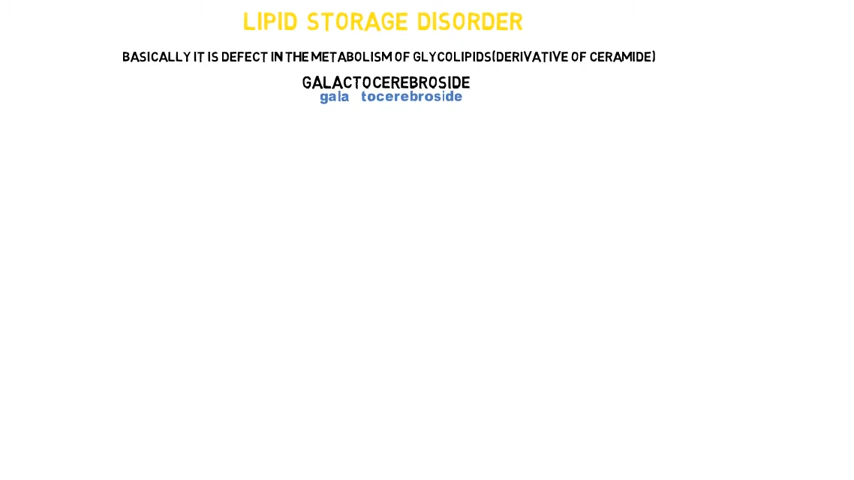 LIPID STORAGE DISORDER
BASICALLY IT IS DEFECT IN THE METABOLISM OF GLYCOLIPIDS(DERIVATIVE OF CERAMIDE)
GALACTOCEREBROSIDE
gala tocerebroside